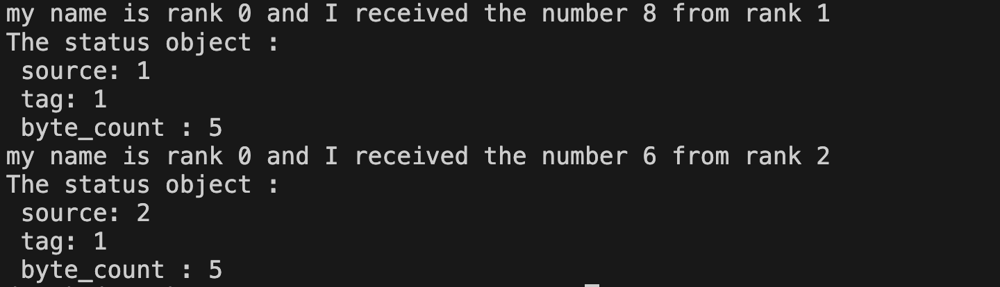 my name is rank 0 and I received the number 8 from rank 1
The status object :
 source: 1
 tag: 1
 byte_count : 5
my name is rank 0 and I received the number 6 from rank 2
The status object :
 source: 2
 tag: 1
 byte_count : 5